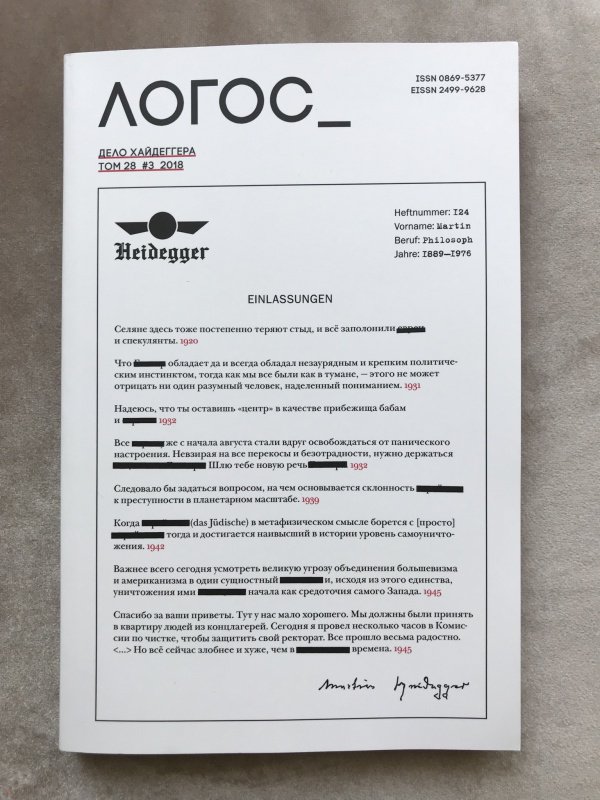 ЛОГОС_
ISSN 0869-5377
EISSN 2499-9628
ДЕЛО ХАЙДЕГГЕРА
ТОМ 28 #3 2018
Heidegger
Heftnummer: I24
Vorname: Martin
Beruf: Philosoph
Jahre: I889—I976
EINLASSUNGEN
Селяне здесь тоже постепенно теряют стыд, и всё заполонили
и спекулянты. 1920
Что обладает да и всегда обладал незаурядным и крепким политиче-
ским инстинктом, тогда как мы все были как в тумане, — этого не может
отрицать ни один разумный человек, наделенный пониманием. 1931
Надеюсь, что ты оставишь «центр» в качестве прибежища бабам
и 1932
Все же с начала августа стали вдруг освобождаться от панического
настроения. Невзирая на все перекосы и безотрадности, нужно держаться
Шлю тебе новую речь . 1932
Следовало бы задаться вопросом, на чем основывается склонность
к преступности в планетарном масштабе. 1939
Когда (das Jüdische) в метафизическом смысле борется с [просто]
тогда и достигается наивысший в истории уровень самоуничто-
жения. 1942
Важнее всего сегодня усмотреть великую угрозу объединения большевизма
и американизма в один сущностный и, исходя из этого единства,
уничтожения ими начала как средоточия самого Запада. 1945
Спасибо за ваши приветы. Тут у нас мало хорошего. Мы должны были принять
в квартиру людей из концлагерей. Сегодня я провел несколько часов в Комис-
сии по чистке, чтобы защитить свой ректорат. Все прошло весьма радостно.
<...> Но всё сейчас злобнее и хуже, чем в времена. 1945
Martin Heidegger